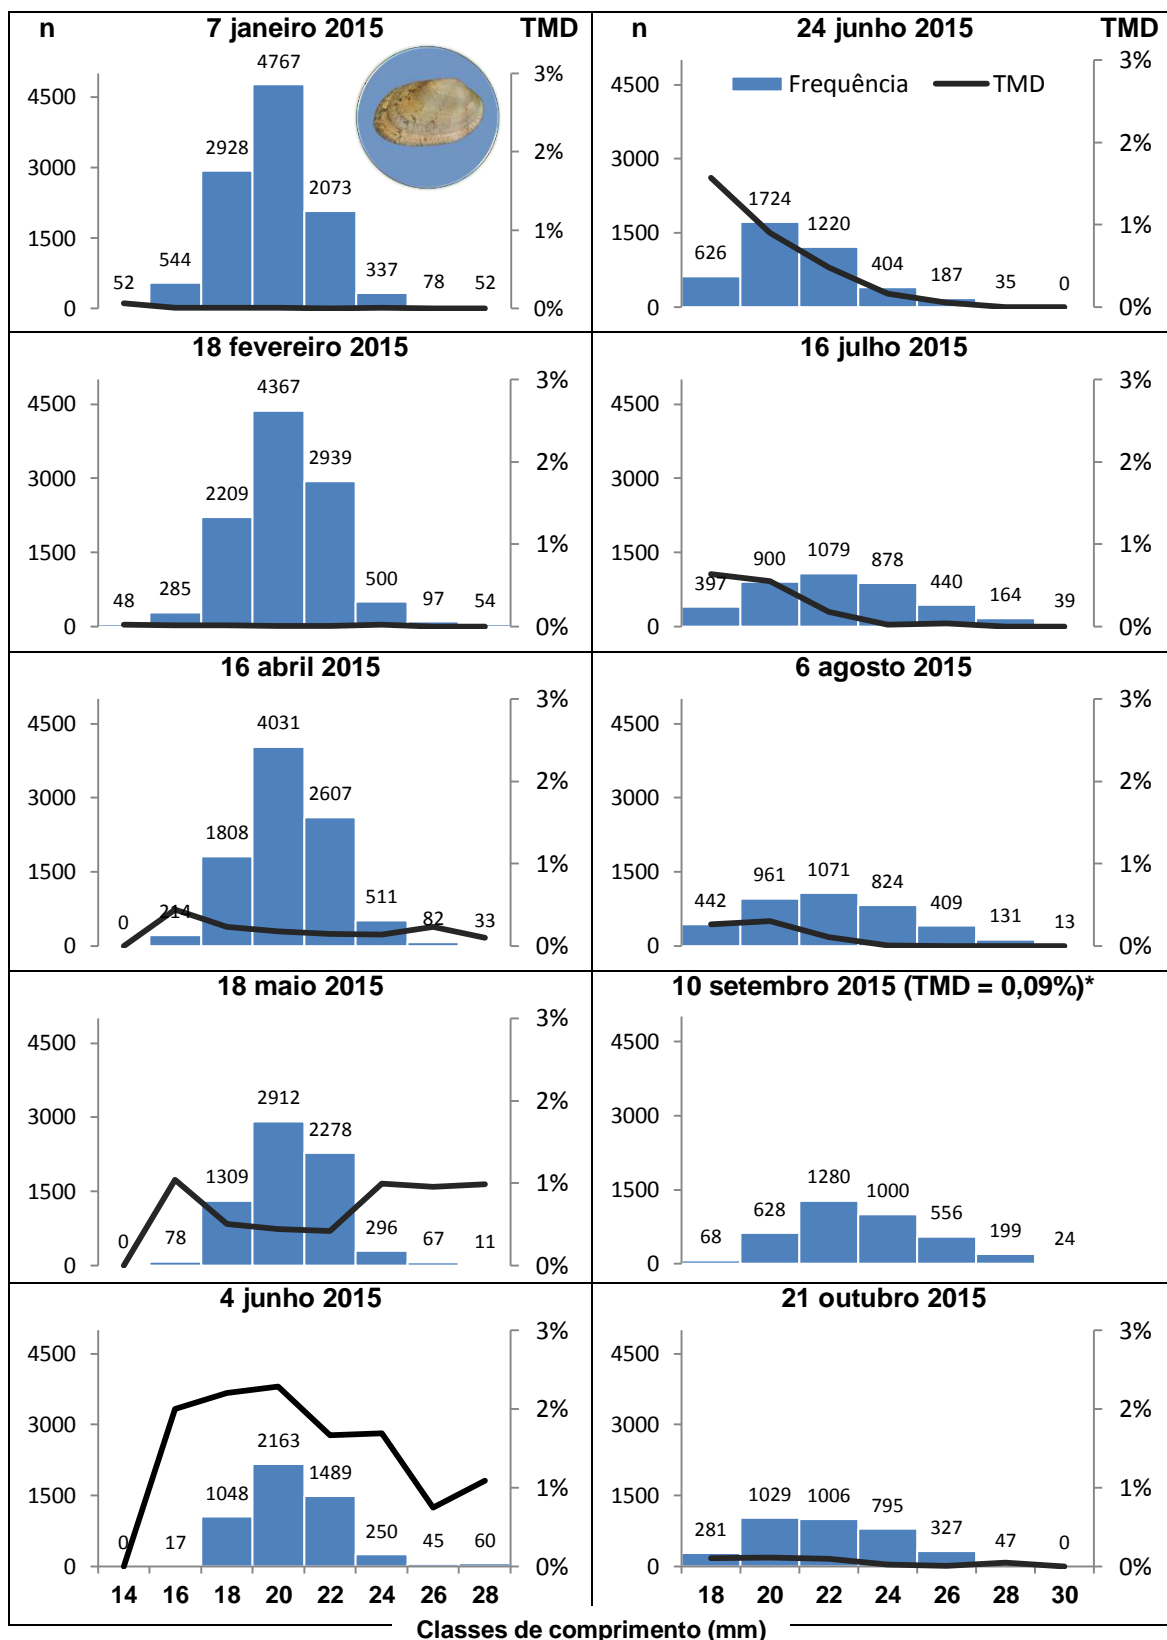 n 7 janeiro 2015 TMD
4767
4500 3%
2928
2%
3000
2073
1500 1%
544
52 337 78 52
0 0%
n 24 junho 2015 TMD
4500 3%
Frequência TMD
3000 2%
1724
1500 1220 1%
626 404
187 35 0
0 0%
18 fevereiro 2015
4367
4500 3%
2939
3000 2%
2209
1500 1%
285 500
48 97 54
0 0%
16 julho 2015
4500 3%
3000 2%
1500 1079 1%
900 878
397 440
164 39
0 0%
16 abril 2015
4500 4031 3%
2607
3000 2%
1808
1500 1%
511
0 214 82 33
0 0%
6 agosto 2015
4500 3%
3000 2%
1500 1071 1%
961 824
442 409
131 13
0 0%
18 maio 2015
4500 3%
2912
3000 2278 2%
1309
1500 1%
0 78 296 67 11
0 0%
10 setembro 2015 (TMD = 0,09%)*
4500
3000
1500 1280
1000
628 556
68 199 24
0
4 junho 2015
4500 3%
3000 2%
2163
1489
1500 1048 1%
0 17 250 45 60
0 0%
14 16 18 20 22 24 26 28
21 outubro 2015
4500 3%
3000 2%
1500 1029 1006 1%
795
281 327
47 0
0 0%
18 20 22 24 26 28 30
Classes de comprimento (mm)